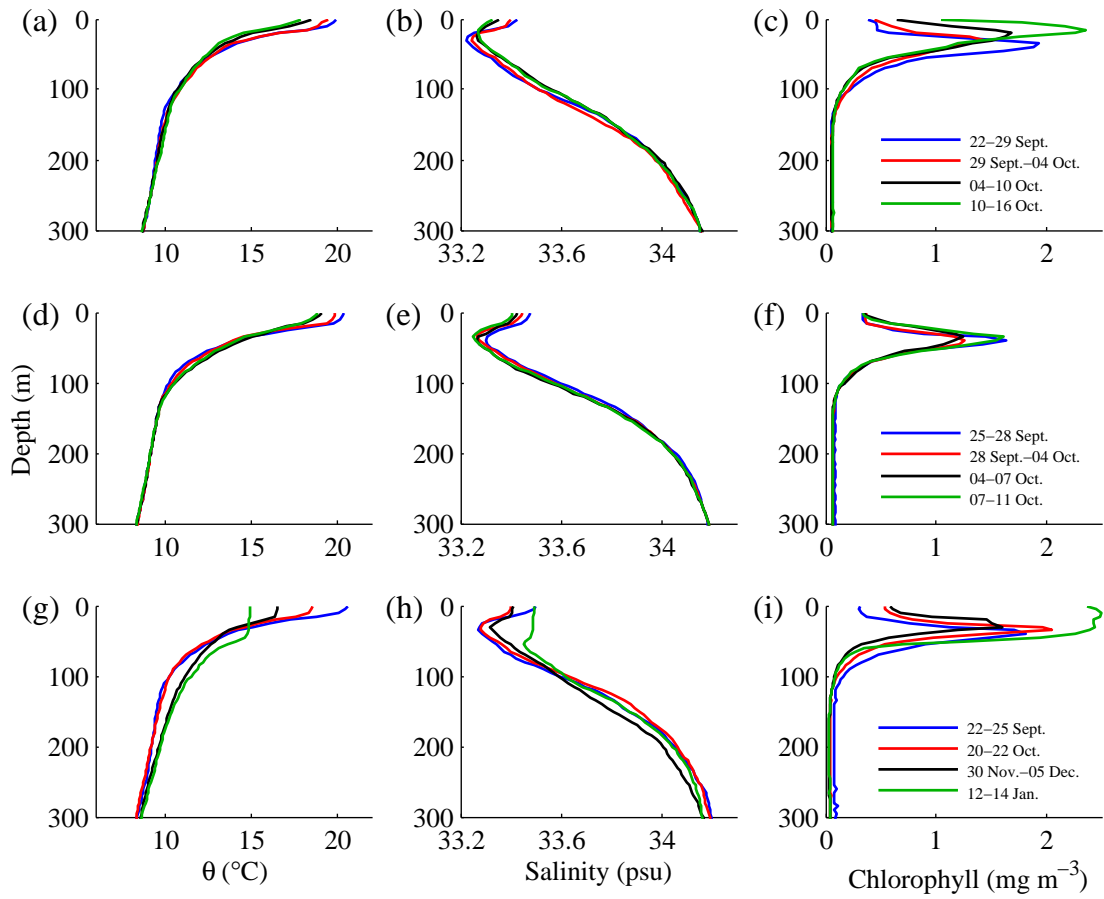 (a)
0
100
200
300
10
15
20
(b)
0
100
200
300
33.2
33.6
34
(c)
0
100
200
300
0
1
2
22–29 Sept.
29 Sept.–04 Oct.
04–10 Oct.
10–16 Oct.
(d)
Depth (m)
0
100
200
300
10
15
20
(e)
0
100
200
300
33.2
33.6
34
(f)
0
100
200
300
0
1
2
25–28 Sept.
28 Sept.–04 Oct.
04–07 Oct.
07–11 Oct.
(g)
0
100
200
300
10
15
20
θ (°C)
(h)
0
100
200
300
33.2
33.6
34
Salinity (psu)
(i)
0
100
200
300
0
1
2
22–25 Sept.
20–22 Oct.
30 Nov.–05 Dec.
12–14 Jan.
Chlorophyll (mg m⁻³)